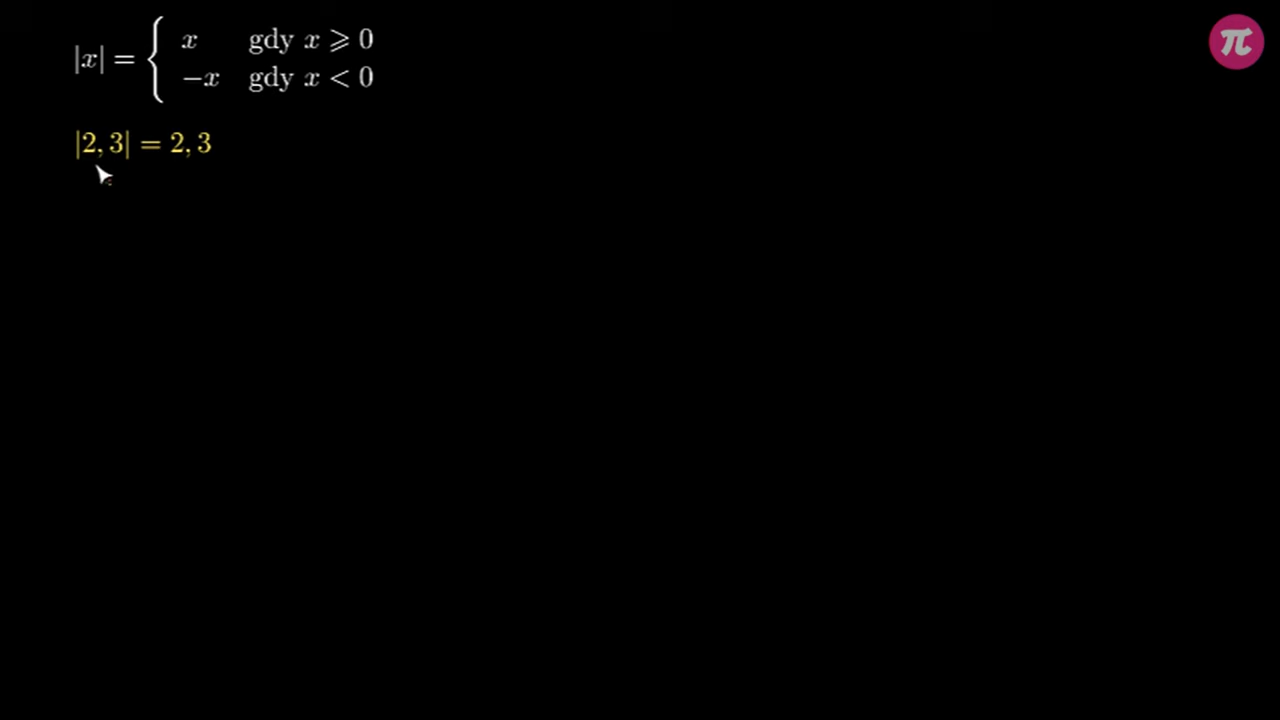 |x| = { x gdy x ⩾ 0
−x gdy x < 0
|2,3| = 2,3
π